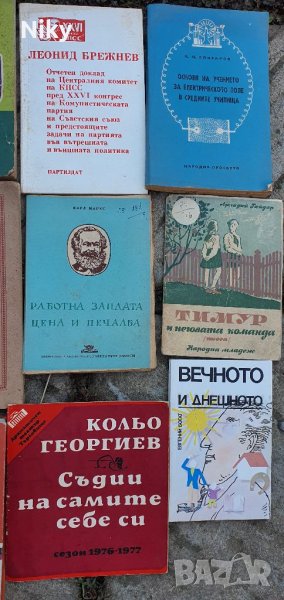 Niky
XXVI
КПСС
ЛЕОНИД БРЕЖНЕВ
Отчетен доклад
на Централния комитет
на КПСС
пред XXVI конгрес
на Комунистическата
партия
на Съветския съюз
и предстоящите
задачи на партията
във вътрешната
и външната политика
ПАРТИЗДАТ
ОСНОВИ НА УЧЕНИЕТО
ЗА ЕЛЕКТРИЧЕСКОТО ПОЛЕ
В СРЕДНИТЕ УЧИЛИЩА
НАРОДНА ПРОСВЕТА
КАРЛ МАРКС
РАБОТНА ЗАПЛАТА
ЦЕНА И ПЕЧАЛБА
Аркадий Гайдар
ТИМУР
и неговата команда
Народна младеж
ВЕЧНОТО
И ДНЕШНОТО
КОЛЬО
ГЕОРГИЕВ
Съдии
на самите
себе си
сезон 1976-1977
BAZAR.BG